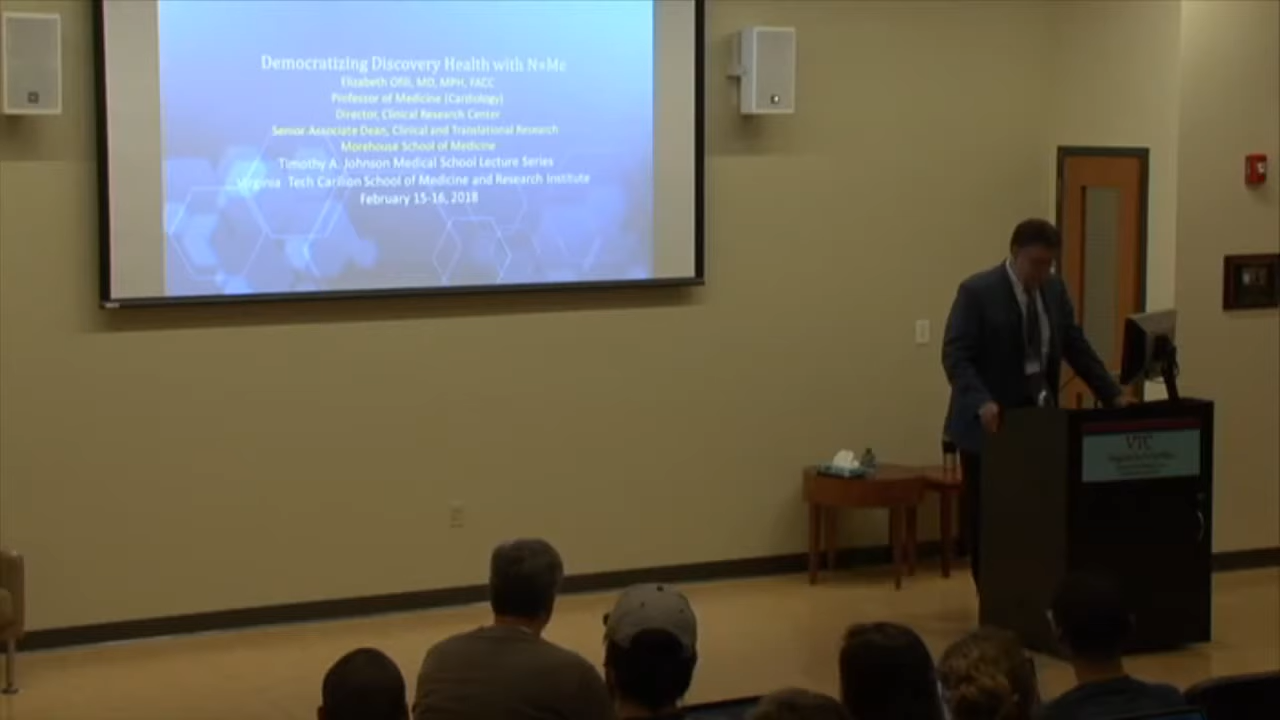 Democratizing Discovery Health with N=Me
Elizabeth Ofili, MD, MPH, FACC
Professor of Medicine (Cardiology)
Director, Clinical Research Center
Senior Associate Dean, Clinical and Translational Research
Morehouse School of Medicine
Timothy A. Johnson Medical School Lecture Series
Virginia Tech Carilion School of Medicine and Research Institute
February 15-16, 2018
VTC